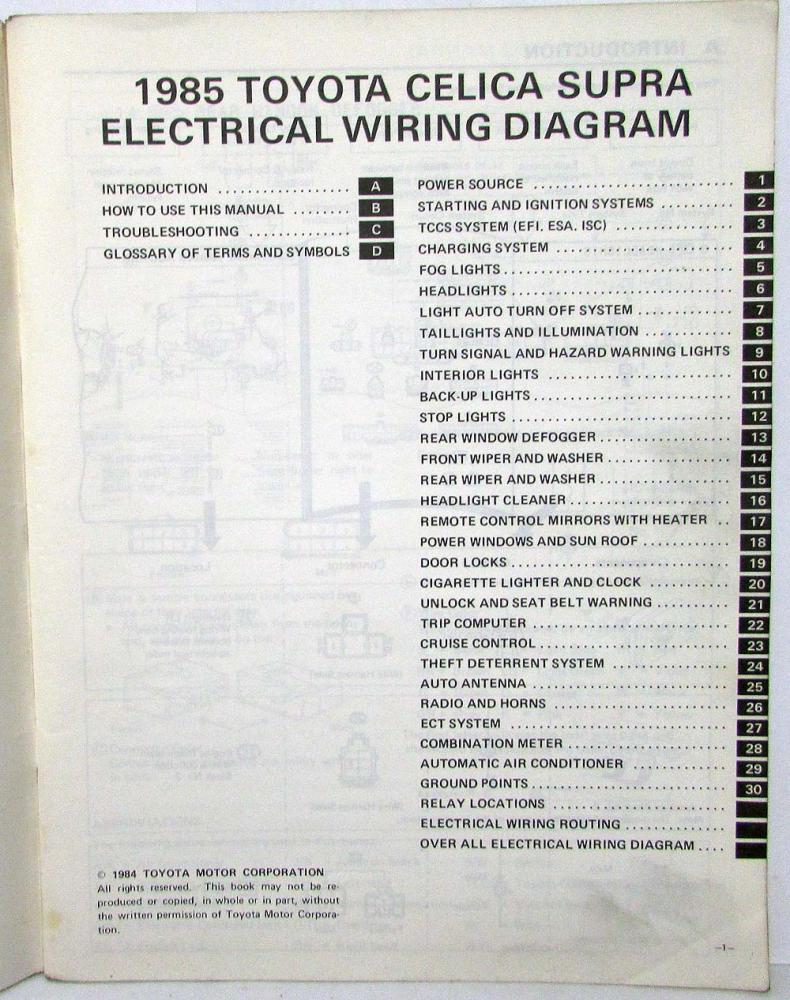 1985 TOYOTA CELICA SUPRA
ELECTRICAL WIRING DIAGRAM
INTRODUCTION .................. A
HOW TO USE THIS MANUAL ........ B
TROUBLESHOOTING ............. C
GLOSSARY OF TERMS AND SYMBOLS D
POWER SOURCE ........................... 1
STARTING AND IGNITION SYSTEMS .......... 2
TCCS SYSTEM (EFI. ESA. ISC) ................ 3
CHARGING SYSTEM ........................ 4
FOG LIGHTS .............................. 5
HEADLIGHTS ............................. 6
LIGHT AUTO TURN OFF SYSTEM ............. 7
TAILLIGHTS AND ILLUMINATION ............ 8
TURN SIGNAL AND HAZARD WARNING LIGHTS 9
INTERIOR LIGHTS ......................... 10
BACK-UP LIGHTS .......................... 11
STOP LIGHTS ............................. 12
REAR WINDOW DEFOGGER .................. 13
FRONT WIPER AND WASHER ................. 14
REAR WIPER AND WASHER .................. 15
HEADLIGHT CLEANER ...................... 16
REMOTE CONTROL MIRRORS WITH HEATER .. 17
POWER WINDOWS AND SUN ROOF ............ 18
DOOR LOCKS ............................. 19
CIGARETTE LIGHTER AND CLOCK ........... 20
UNLOCK AND SEAT BELT WARNING .......... 21
TRIP COMPUTER .......................... 22
CRUISE CONTROL .......................... 23
THEFT DETERRENT SYSTEM ................ 24
AUTO ANTENNA .......................... 25
RADIO AND HORNS ........................ 26
ECT SYSTEM ............................. 27
COMBINATION METER ...................... 28
AUTOMATIC AIR CONDITIONER ............. 29
GROUND POINTS .......................... 30
RELAY LOCATIONS ........................
ELECTRICAL WIRING ROUTING .............
OVER ALL ELECTRICAL WIRING DIAGRAM ....
© 1984 TOYOTA MOTOR CORPORATION
All rights reserved. This book may not be re-
produced or copied, in whole or in part, without
the written permission of Toyota Motor Corpora-
tion.
—1—